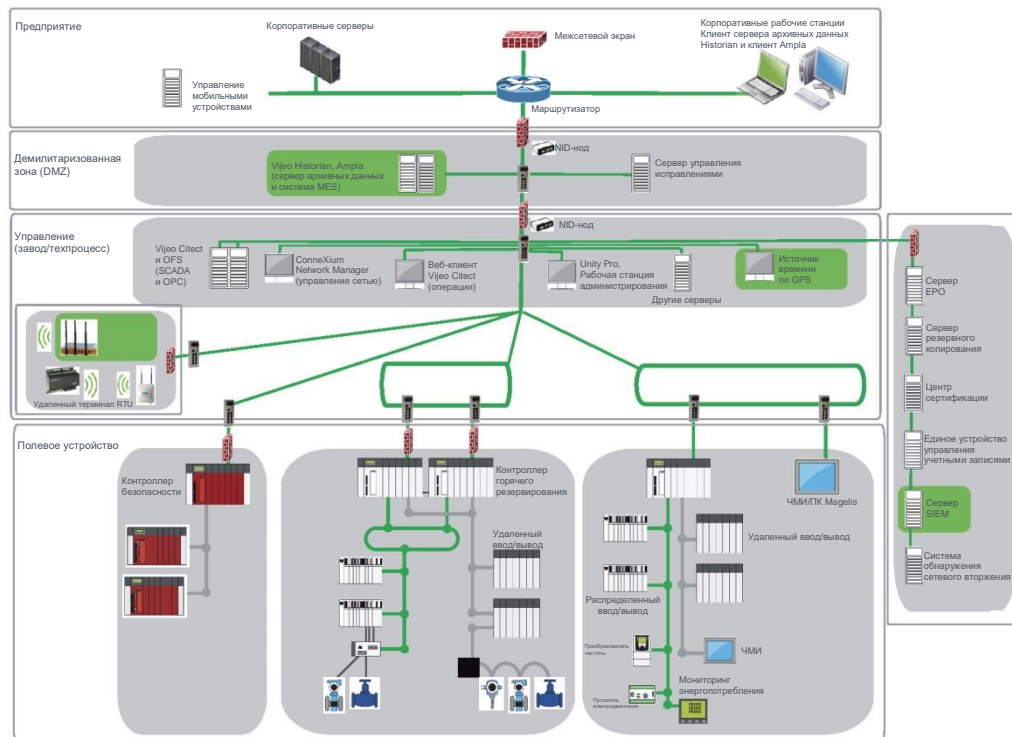 Предприятие
Корпоративные серверы
Межсетевой экран
Корпоративные рабочие станции
Клиент сервера архивных данных
Historian и клиент Ampla
Управление
мобильными
устройствами
Маршрутизатор
Демилитаризованная
зона (DMZ)
NID-нод
Vijeo Historian, Ampla
(сервер архивных данных
и система MES)
Сервер управления
исправлениями
Управление
(завод/техпроцесс)
NID-нод
Vijeo Citect
и OFS
(SCADA
и OPC)
ConneXium
Network Manager
(управление сетью)
Веб-клиент
Vijeo Citect
(операции)
Unity Pro,
Рабочая станция
администрирования
Другие серверы
Источник
времени
по GPS
Удаленный терминал RTU
Сервер
EPO
Сервер
резервного
копирования
Центр
сертификации
Единое устройство
управления
учетными записями
Сервер
SIEM
Система
обнаружения
сетевого вторжения
Полевое устройство
Контроллер
безопасности
Контроллер
горячего
резервирования
Удаленный
ввод/вывод
ЧМИ/ПК Magelis
Удаленный ввод/вывод
Распределенный
ввод/вывод
Преобразователь
частоты
ЧМИ
Пускатель
электродвигателя
Мониторинг
энергопотребления